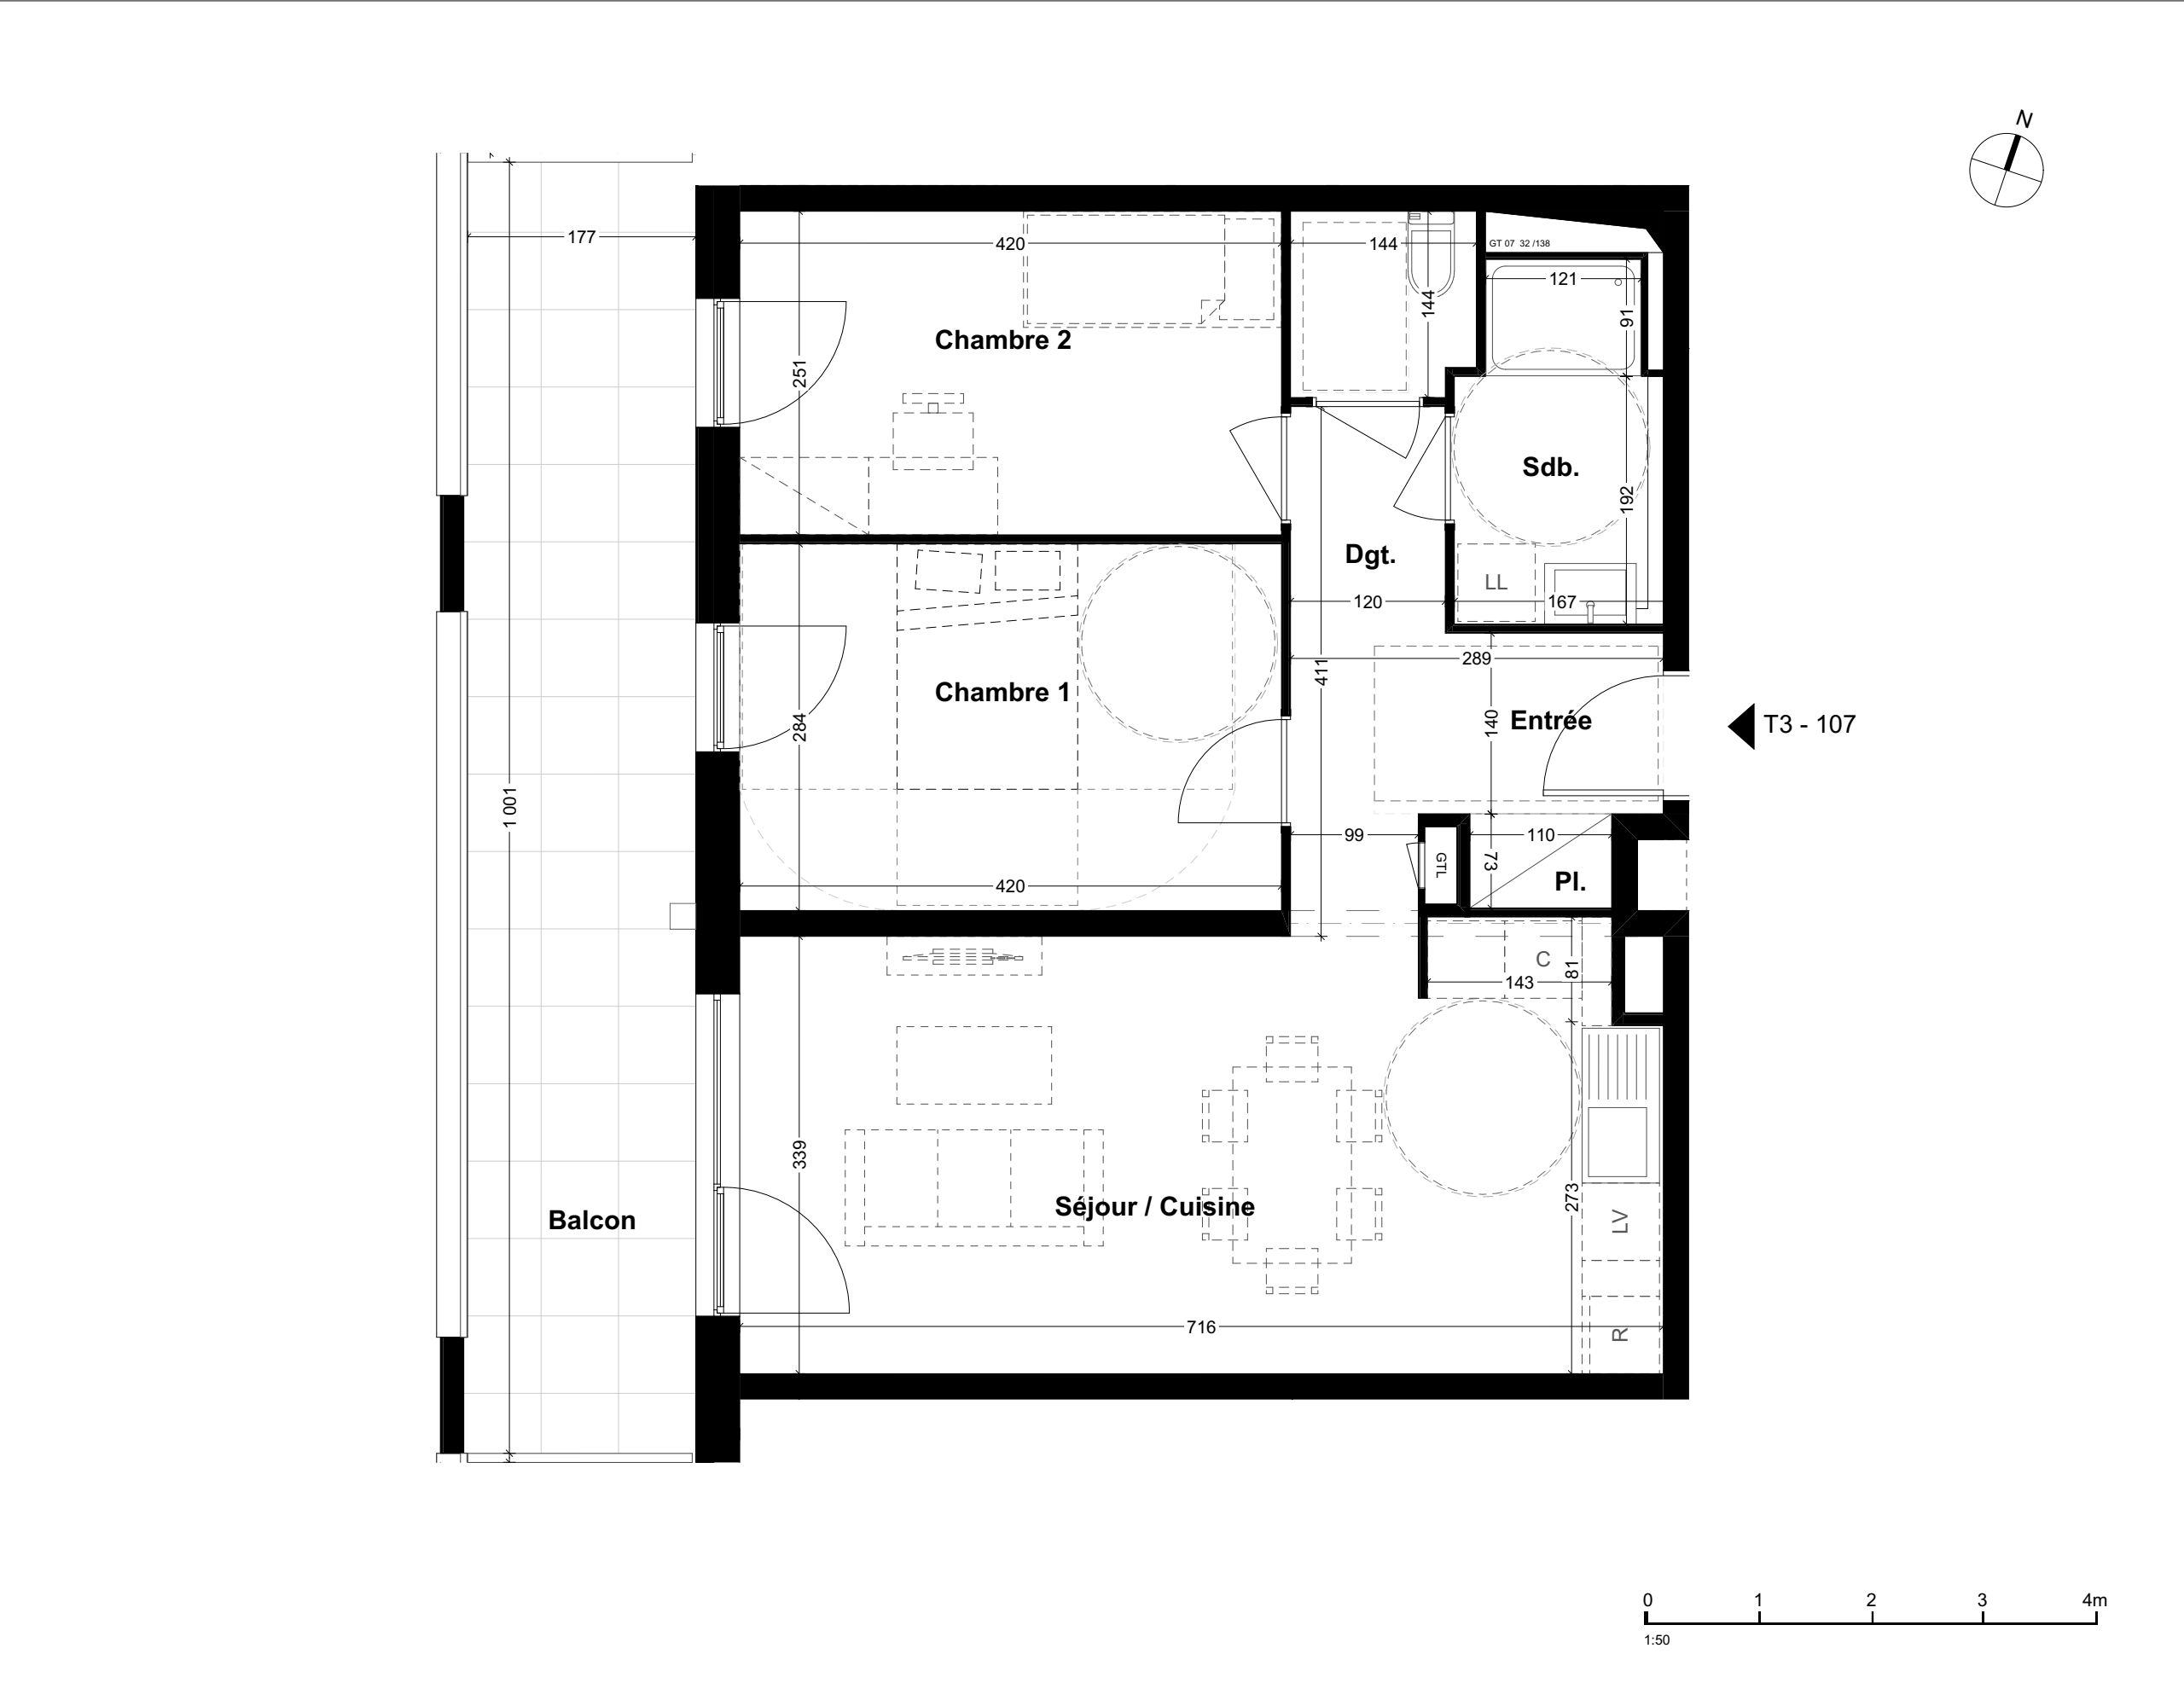 N
177
420
144
GT 07 32 /138
121
144
91
Chambre 2
251
Sdb.
192
Dgt.
LL
120
167
289
411
Chambre 1
284
140
Entrée
T3 - 107
1 001
99
110
GTL
73
Pl.
420
C
81
143
339
273
Séjour / Cuisine
LV
Balcon
716
R
0 1 2 3 4m
1:50